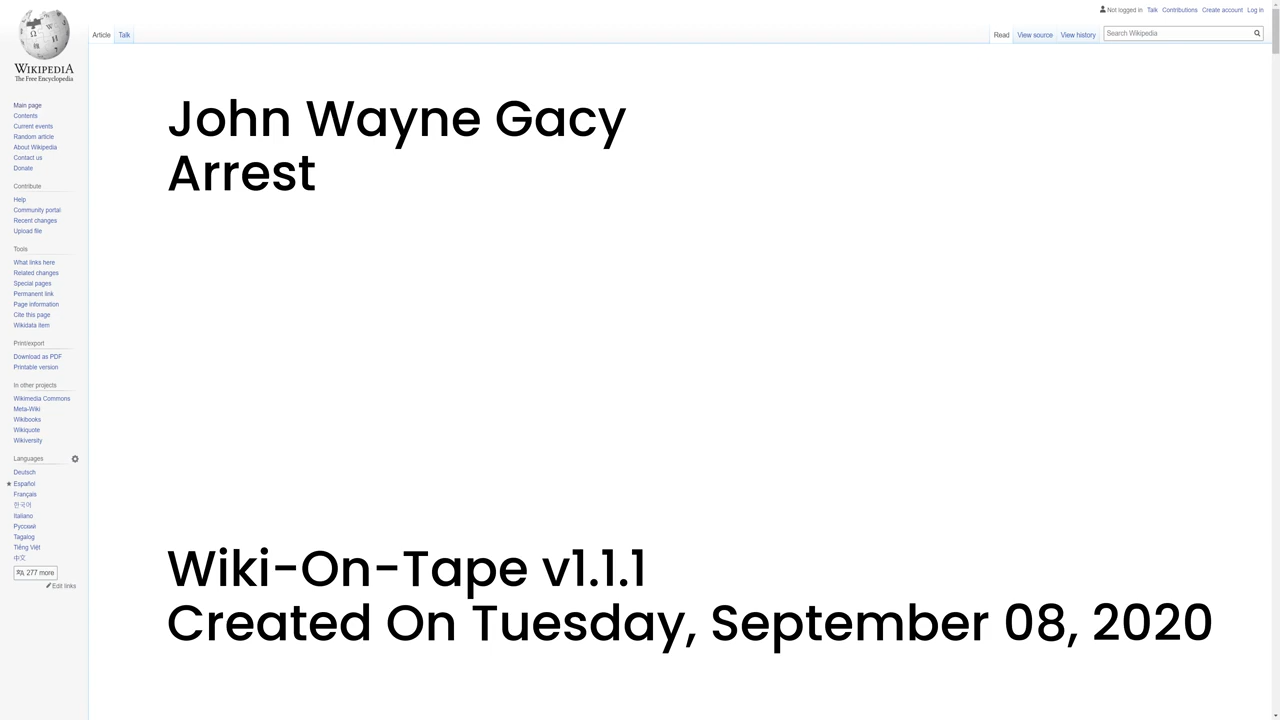 Not logged in Talk Contributions Create account Log in
Article Talk Read View source View history Search Wikipedia
WIKIPEDIA
The Free Encyclopedia
Main page
Contents
Current events
Random article
About Wikipedia
Contact us
Donate
Contribute
Help
Community portal
Recent changes
Upload file
Tools
What links here
Related changes
Special pages
Permanent link
Page information
Cite this page
Wikidata item
Print/export
Download as PDF
Printable version
In other projects
Wikimedia Commons
Meta-Wiki
Wikibooks
Wikiquote
Wikiversity
Languages
Deutsch
Español
Français
한국어
Italiano
Русский
Tagalog
Tiếng Việt
中文
277 more
Edit links
John Wayne Gacy
Arrest
Wiki-On-Tape v1.1.1
Created On Tuesday, September 08, 2020